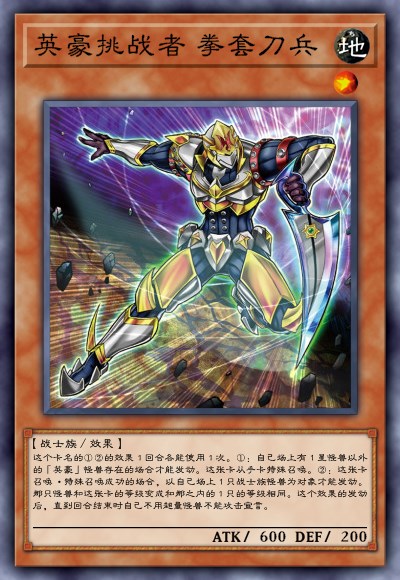 英豪挑战者 拳套刀兵
地
【战士族/效果】
这个卡名的①②的效果1回合各能使用1次。①：自己场上有1星怪兽以外
的「英豪」怪兽存在的场合才能发动。这张卡从手卡特殊召唤。②：这张卡
召唤·特殊召唤成功的场合，以自己场上1只战士族怪兽为对象才能发动。
那只怪兽和这张卡的等级变成和那之内的1只的等级相同。这个效果的发动
后，直到回合结束时自己不用超量怪兽不能攻击宣言。
ATK/ 600 DEF/ 200